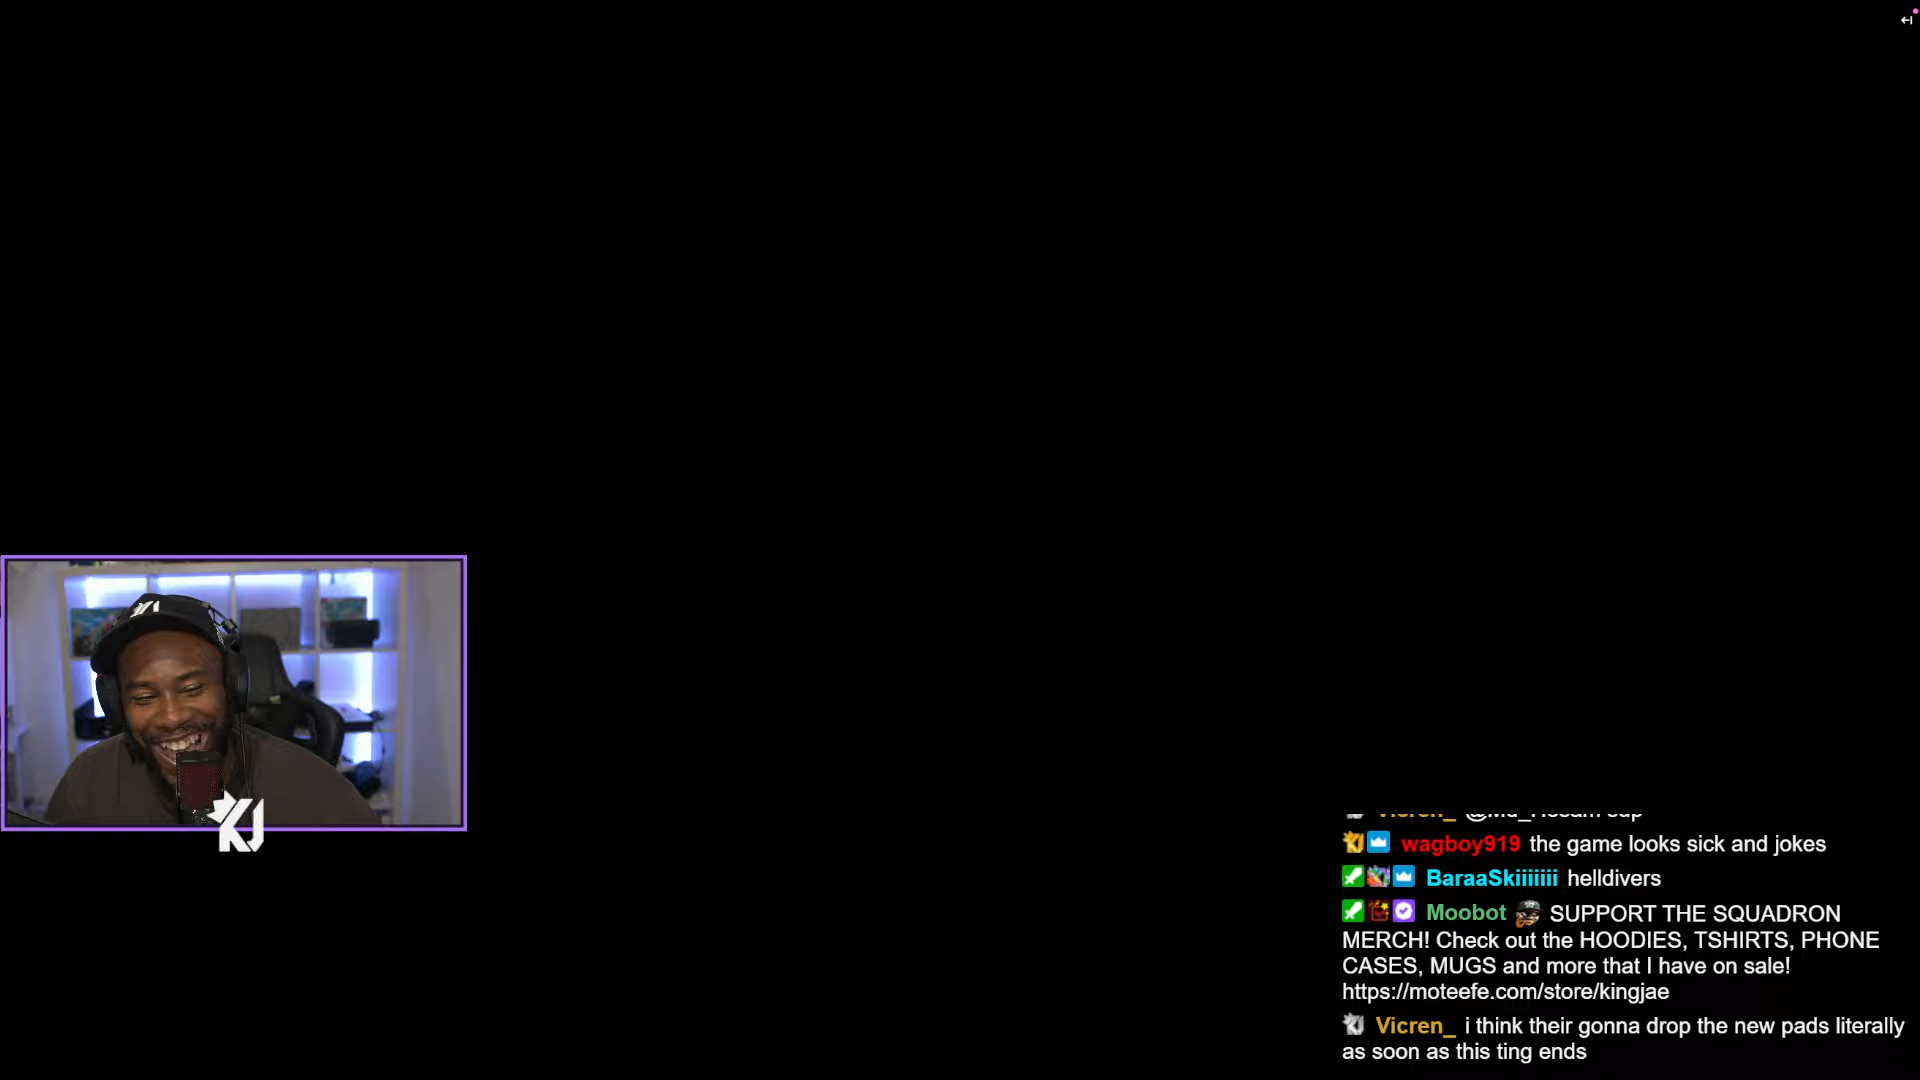 KJ
Vicren_
wagboy919 the game looks sick and jokes
BaraaSkiiiiiii helldivers
Moobot SUPPORT THE SQUADRON
MERCH! Check out the HOODIES, TSHIRTS, PHONE
CASES, MUGS and more that I have on sale!
https://moteefe.com/store/kingjae
Vicren_ i think their gonna drop the new pads literally
as soon as this ting ends